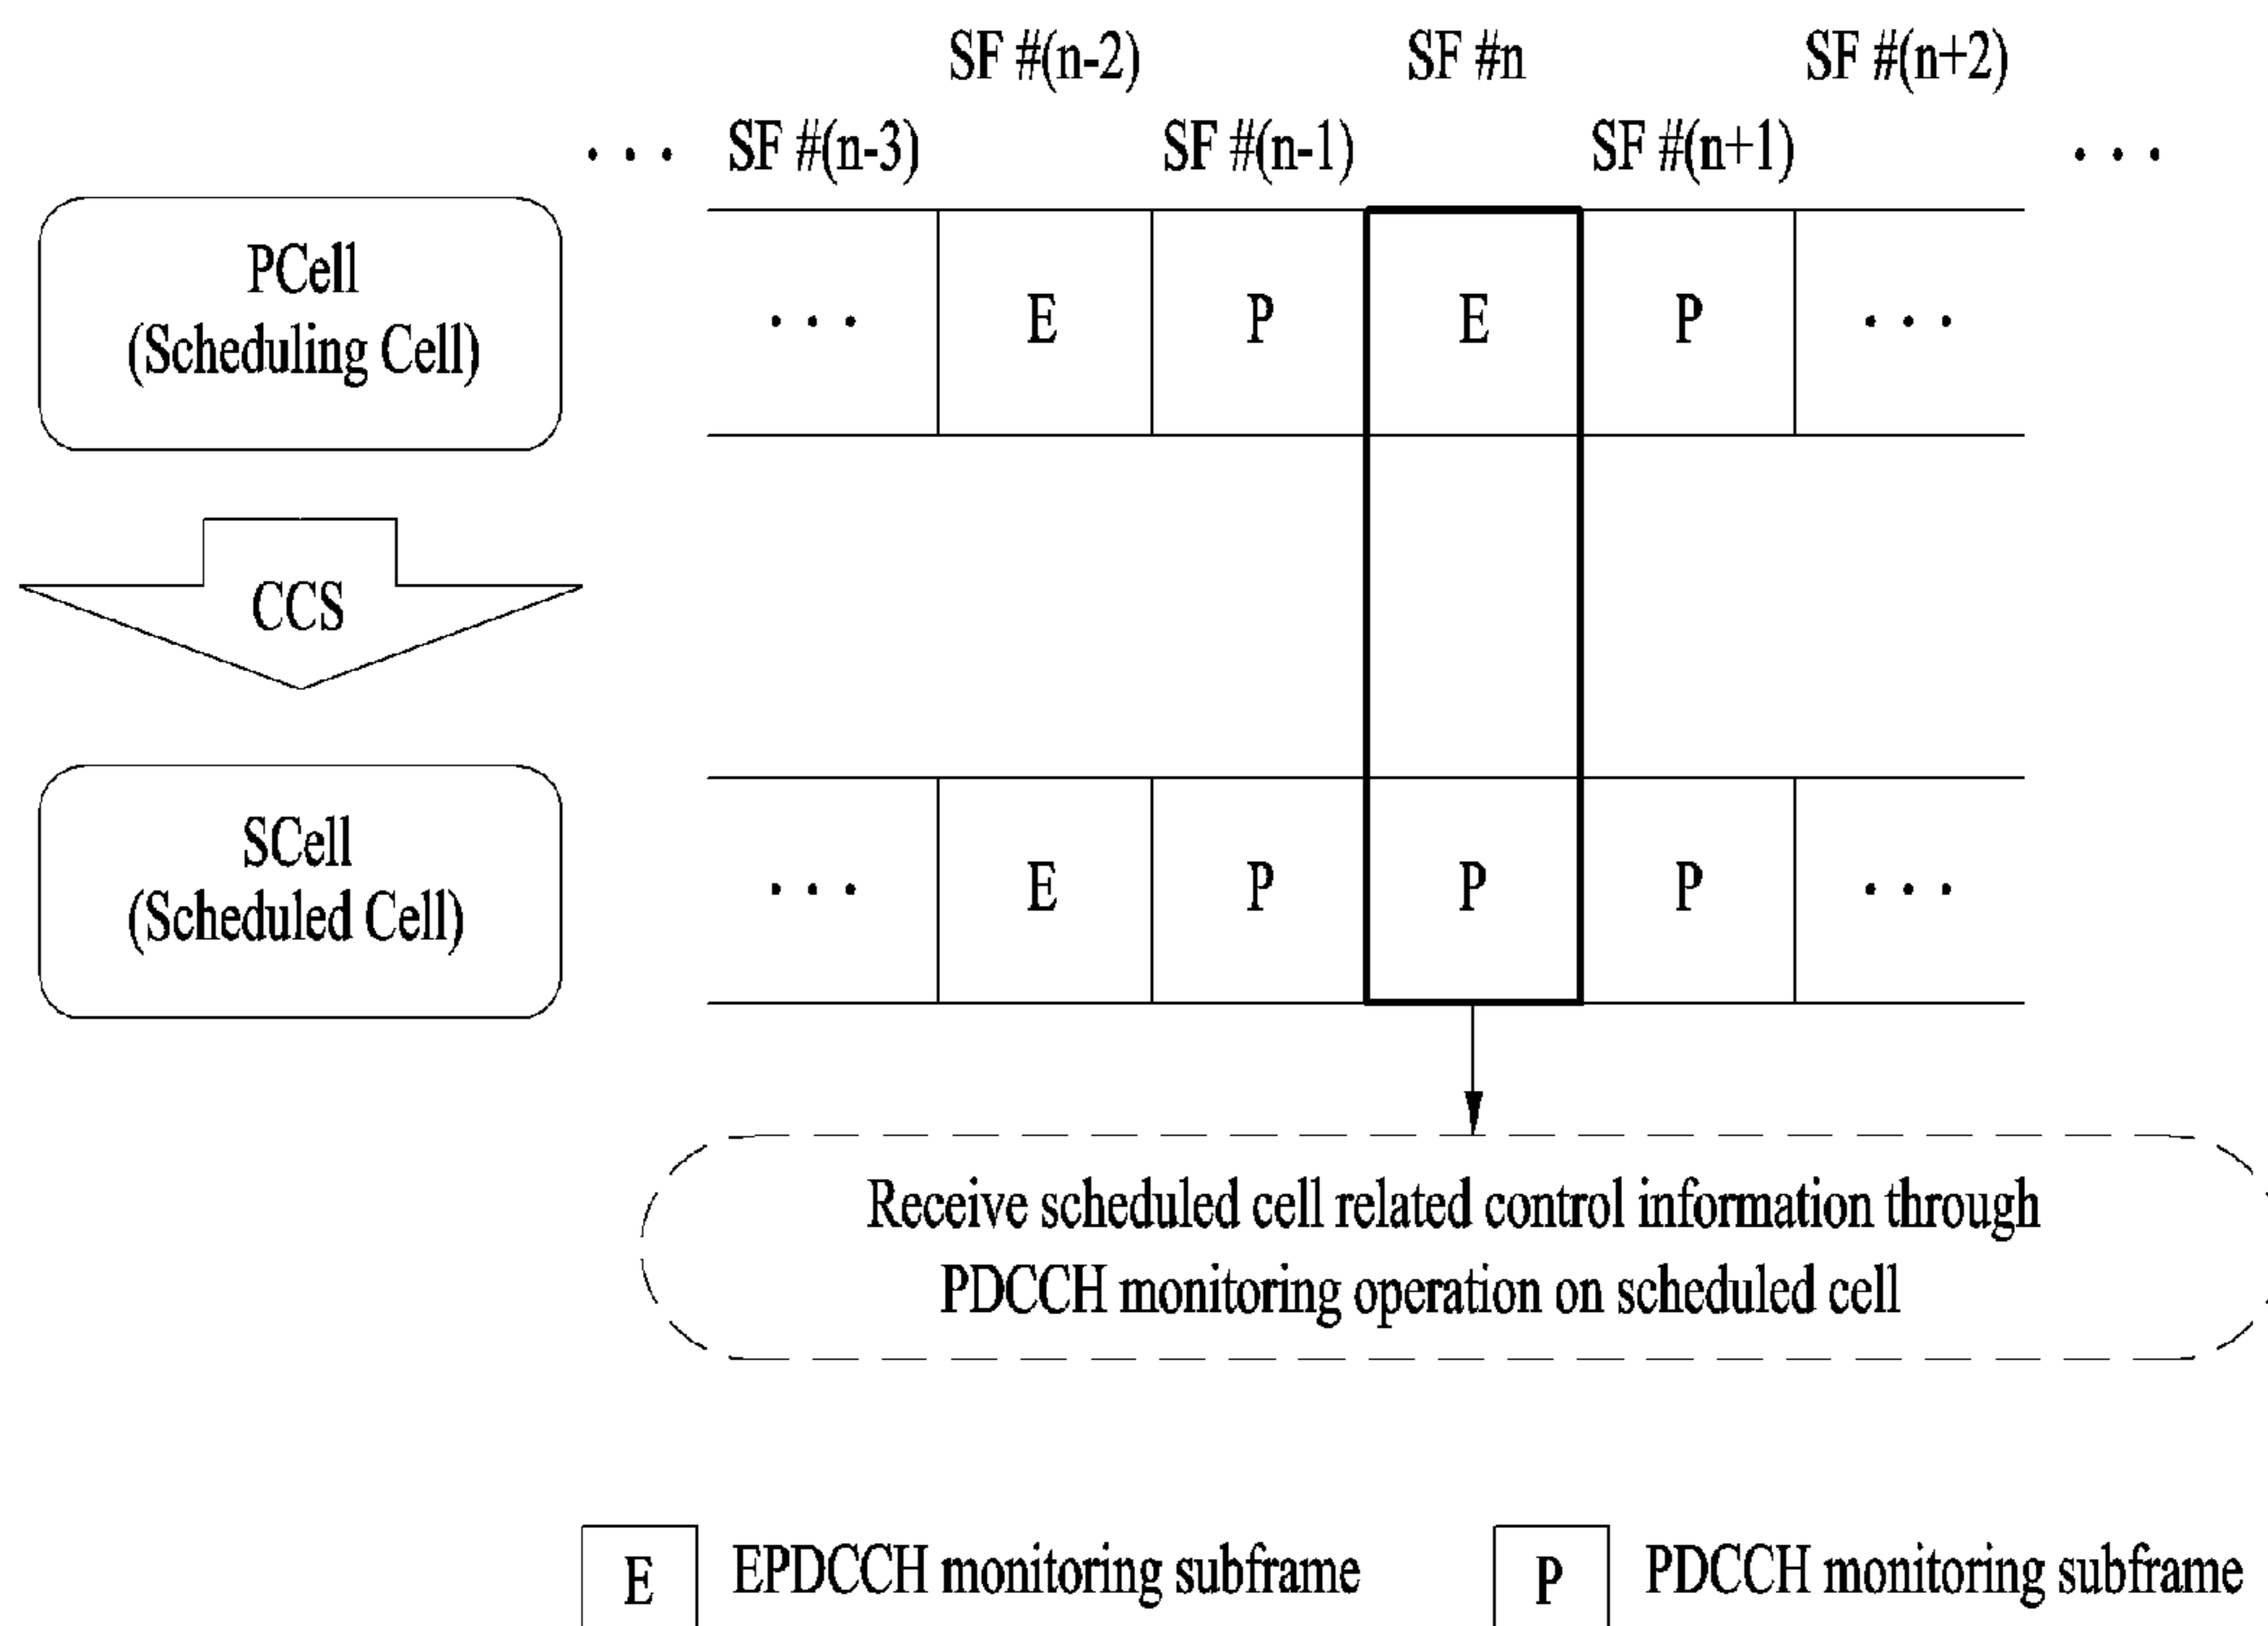 SF #(n-2) SF #n SF #(n+2)
... SF #(n-3) SF #(n-1) SF #(n+1) ...
PCell
(Scheduling Cell)
... E P E P ...
CCS
SCell
(Scheduled Cell)
... E P P P ...
Receive scheduled cell related control information through
PDCCH monitoring operation on scheduled cell
E EPDCCH monitoring subframe P PDCCH monitoring subframe